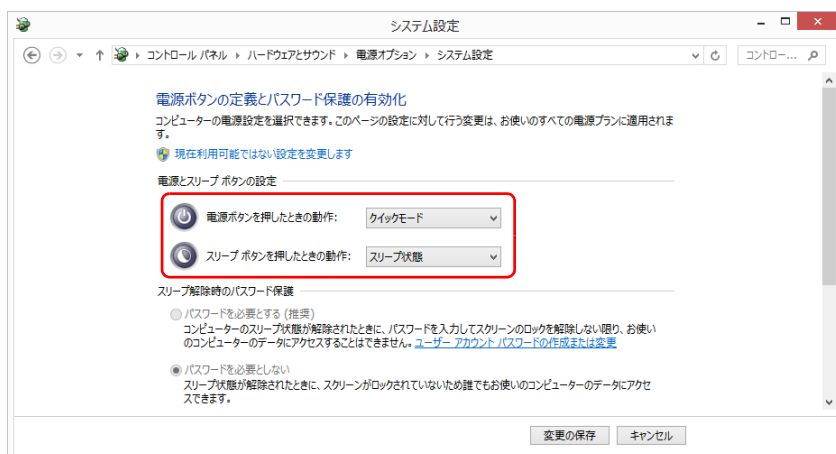 システム設定
コントロール パネル ▸ ハードウェアとサウンド ▸ 電源オプション ▸ システム設定
コントロー...
電源ボタンの定義とパスワード保護の有効化
コンピューターの電源設定を選択できます。このページの設定に対して行う変更は、お使いのすべての電源プランに適用されま
す。
現在利用可能ではない設定を変更します
電源とスリープ ボタンの設定
電源ボタンを押したときの動作: クイックモード
スリープ ボタンを押したときの動作: スリープ状態
スリープ解除時のパスワード保護
パスワードを必要とする (推奨)
コンピューターのスリープ状態が解除されたときに、パスワードを入力してスクリーンのロックを解除しない限り、お使い
のコンピューターのデータにアクセスすることはできません。ユーザー アカウント パスワードの作成または変更
パスワードを必要としない
スリープ状態が解除されたときに、スクリーンがロックされていないため誰でもお使いのコンピューターのデータにアクセ
スできます。
変更の保存 キャンセル